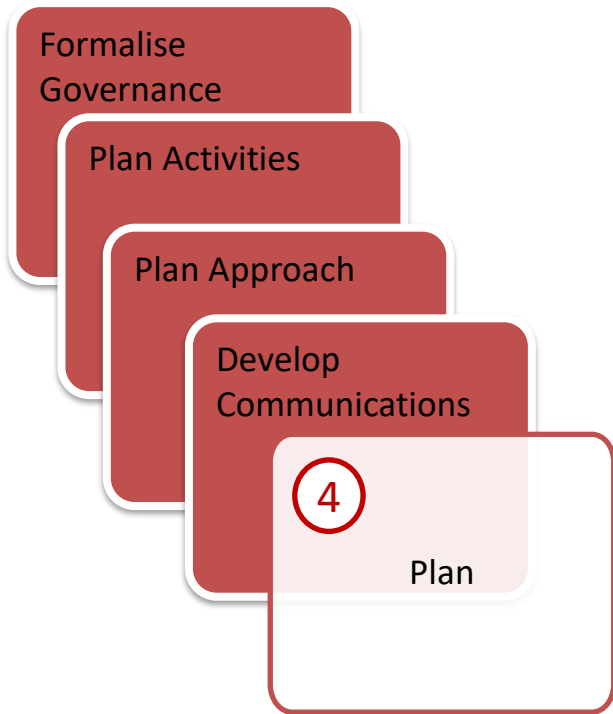 Formalise
Governance
Plan Activities
Plan Approach
Develop
Communications
4
Plan